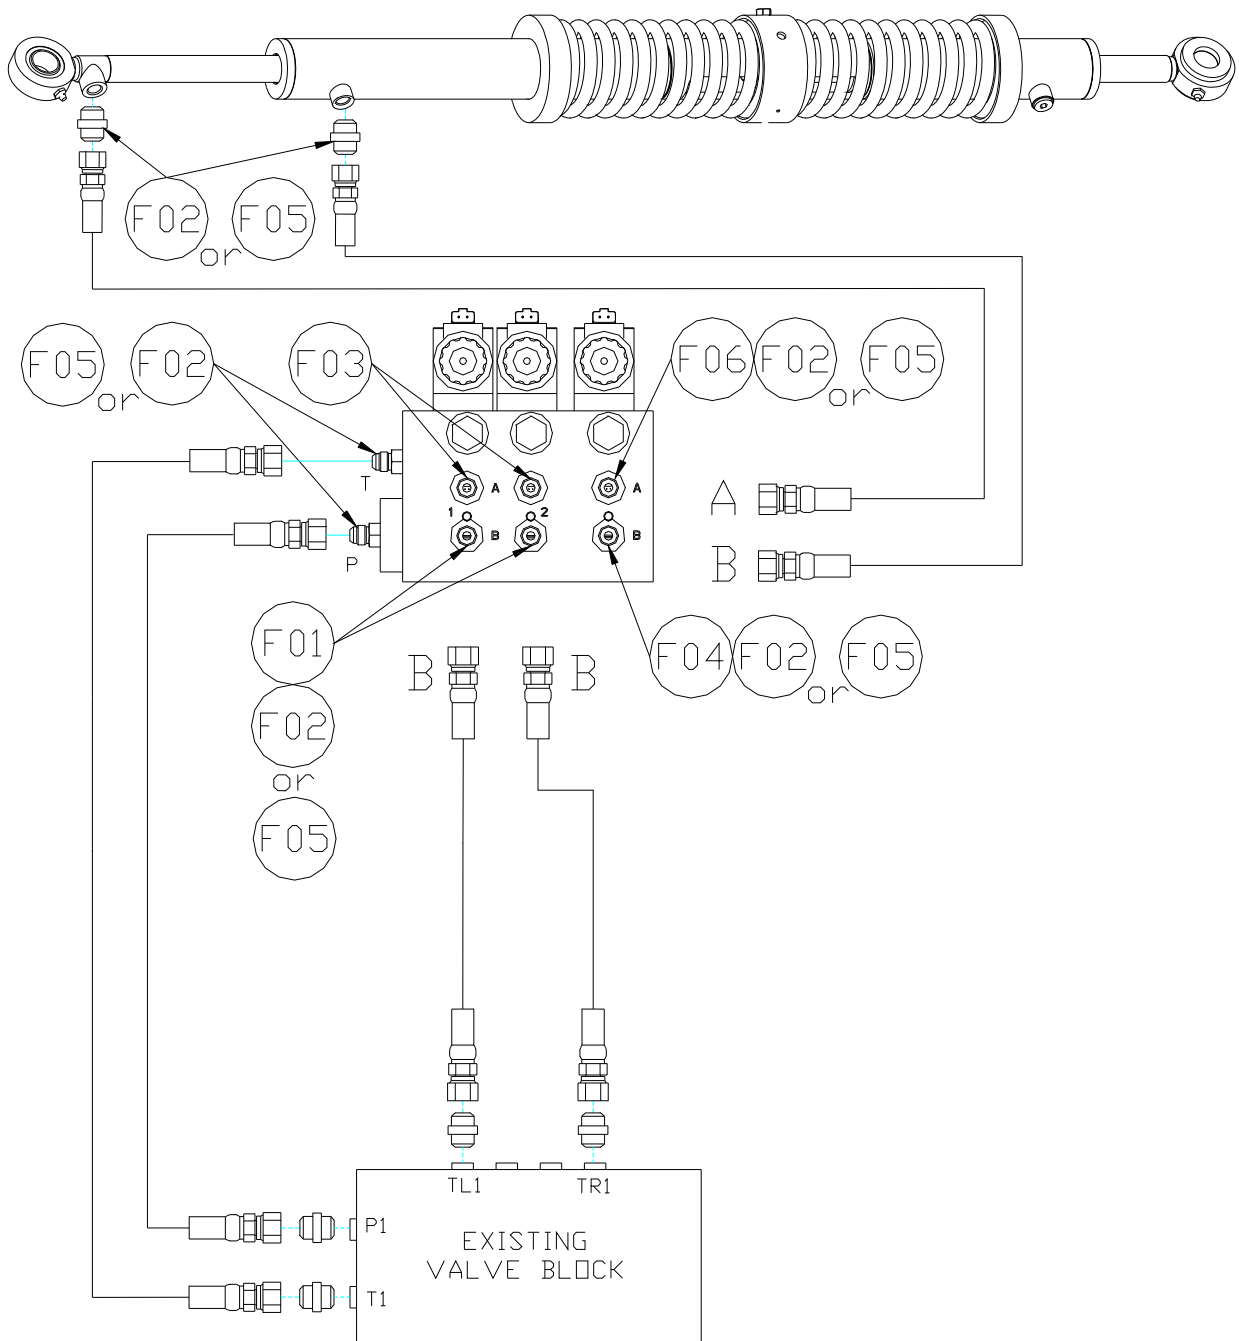 F02 or F05
F05 or F02
F03
F06 F02 or F05
T
A
A
1
2
B
B
P
A
B
F01
F02
or
F05
F04 F02 or F05
B
B
TL1
TR1
P1
EXISTING
VALVE BLOCK
T1